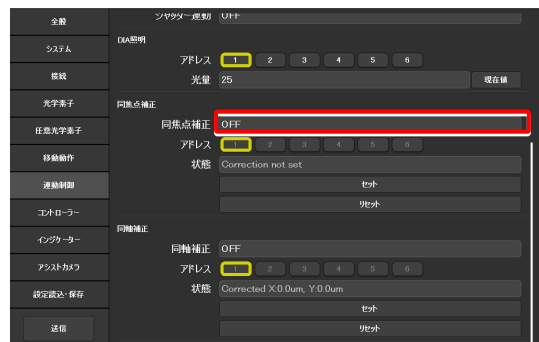 全般
システム
接続
光学素子
任意光学素子
移動動作
連動制御
コントローラー
インジケーター
アシストカメラ
設定読込・保存
送信
シャッター連動 OFF
DIA照明
アドレス 1 2 3 4 5 6
光量 25 現在値
同焦点補正
同焦点補正 OFF
アドレス 1 2 3 4 5 6
状態 Correction not set
セット
リセット
同軸補正
同軸補正 OFF
アドレス 1 2 3 4 5 6
状態 Corrected X:0.0um, Y:0.0um
セット
リセット